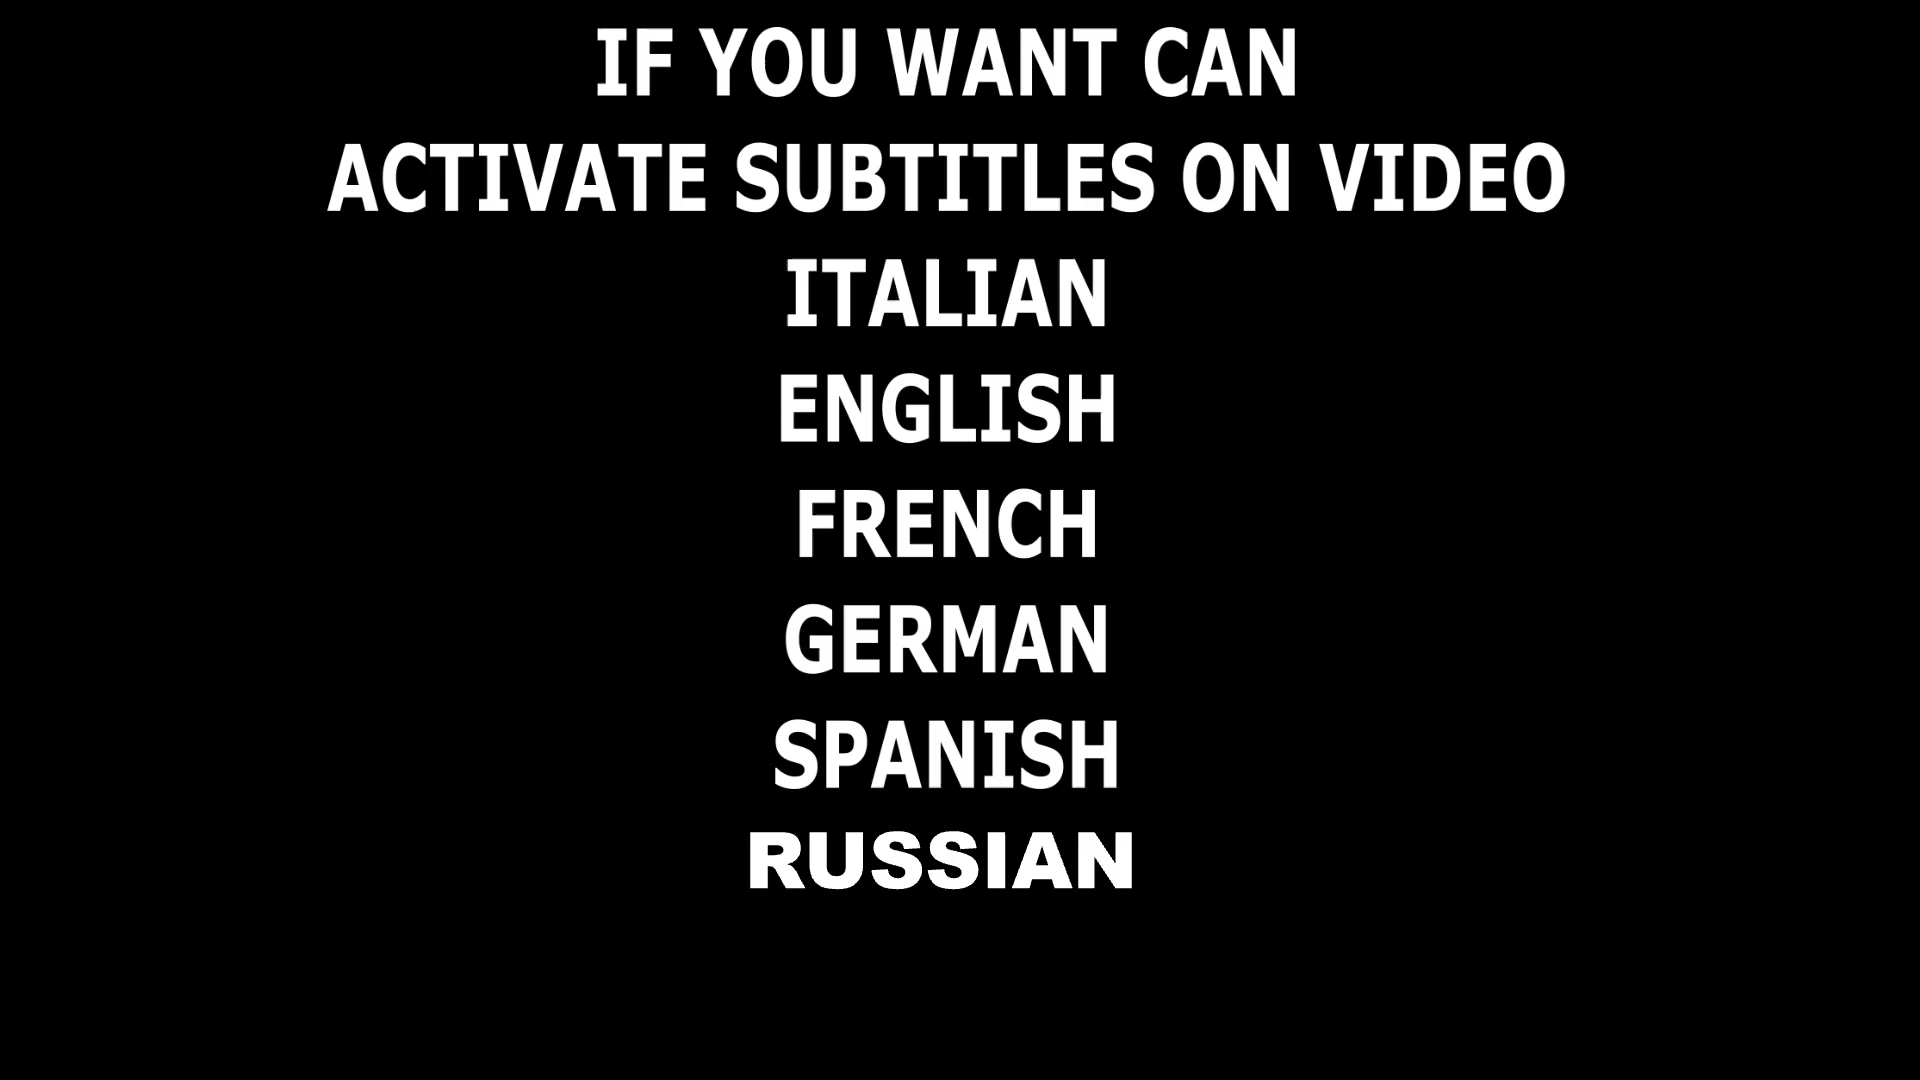 IF YOU WANT CAN
ACTIVATE SUBTITLES ON VIDEO
ITALIAN
ENGLISH
FRENCH
GERMAN
SPANISH
RUSSIAN